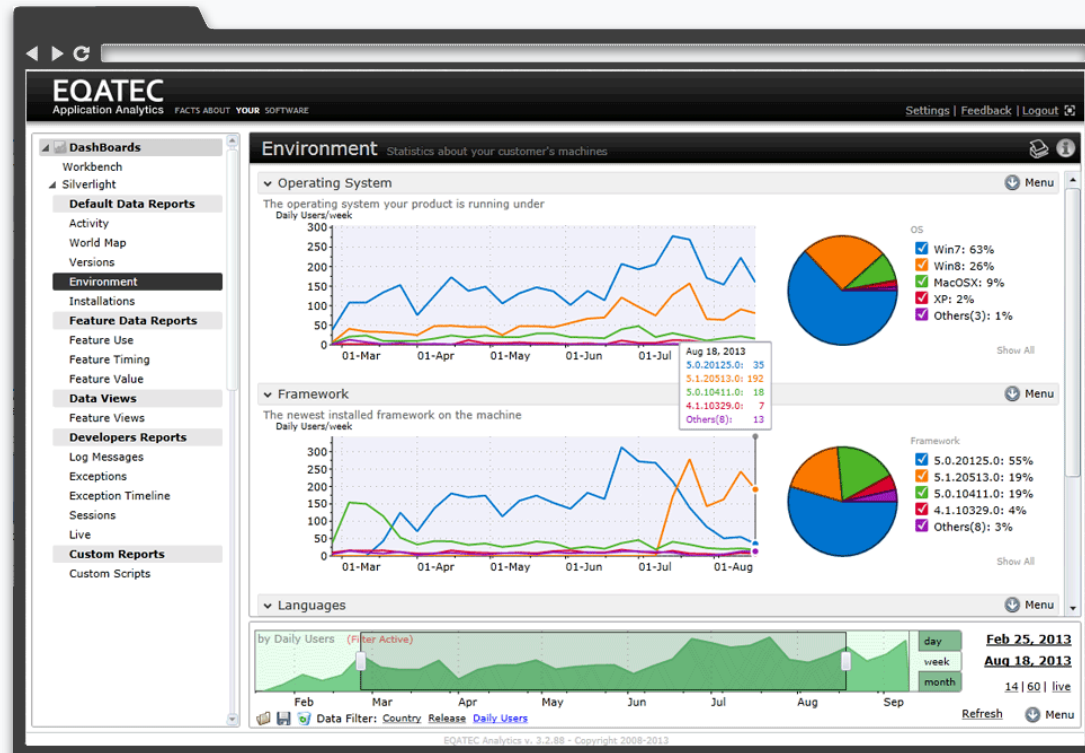 EQATEC
Application Analytics FACTS ABOUT YOUR SOFTWARE
Settings | Feedback | Logout
DashBoards
Workbench
Silverlight
Default Data Reports
Activity
World Map
Versions
Environment
Installations
Feature Data Reports
Feature Use
Feature Timing
Feature Value
Data Views
Feature Views
Developers Reports
Log Messages
Exceptions
Exception Timeline
Sessions
Live
Custom Reports
Custom Scripts
Environment Statistics about your customer's machines
Operating System Menu
The operating system your product is running under
Daily Users/week
300
250
200
150
100
50
0
01-Mar 01-Apr 01-May 01-Jun 01-Jul
OS
Win7: 63%
Win8: 26%
MacOSX: 9%
XP: 2%
Others(3): 1%
Show All
Aug 18, 2013
5.0.20125.0: 35
5.1.20513.0: 192
5.0.10411.0: 18
4.1.10329.0: 7
Others(8): 13
Framework Menu
The newest installed framework on the machine
Daily Users/week
300
250
200
150
100
50
0
01-Mar 01-Apr 01-May 01-Jun 01-Jul 01-Aug
Framework
5.0.20125.0: 55%
5.1.20513.0: 19%
5.0.10411.0: 19%
4.1.10329.0: 4%
Others(8): 3%
Show All
Languages Menu
by Daily Users (Filter Active)
Feb Mar Apr May Jun Jul Aug Sep
day
week
month
Feb 25, 2013
Aug 18, 2013
14 | 60 | live
Data Filter: Country Release Daily Users
Refresh Menu
EQATEC Analytics v. 3.2.88 - Copyright 2008-2013